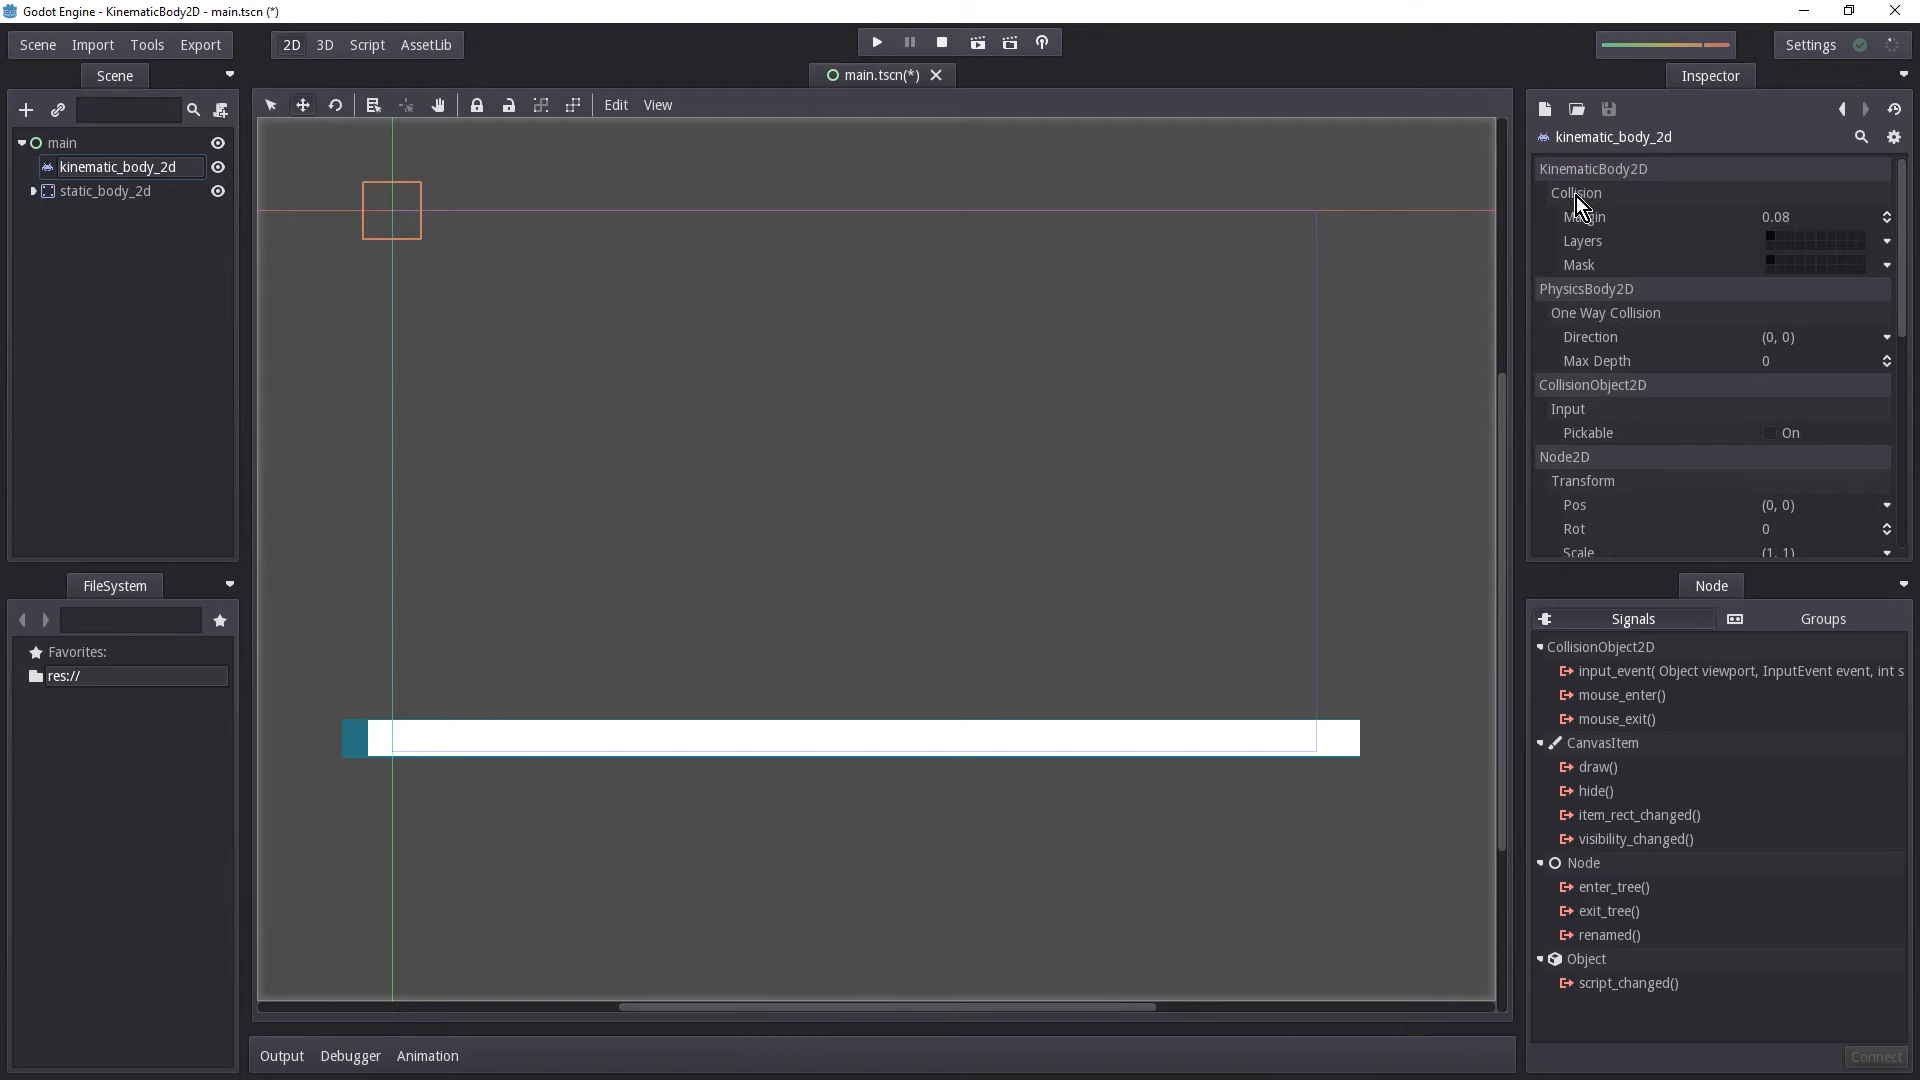 Godot Engine - KinematicBody2D - main.tscn (*)
Scene Import Tools Export
2D 3D Script AssetLib
Settings
Scene
main.tscn(*)
Inspector
Edit View
main
kinematic_body_2d
static_body_2d
kinematic_body_2d
KinematicBody2D
Collision
Margin 0.08
Layers
Mask
PhysicsBody2D
One Way Collision
Direction (0, 0)
Max Depth 0
CollisionObject2D
Input
Pickable On
Node2D
Transform
Pos (0, 0)
Rot 0
Scale (1, 1)
FileSystem
Favorites:
res://
Node
Signals Groups
CollisionObject2D
input_event( Object viewport, InputEvent event, int s
mouse_enter()
mouse_exit()
CanvasItem
draw()
hide()
item_rect_changed()
visibility_changed()
Node
enter_tree()
exit_tree()
renamed()
Object
script_changed()
Connect
Output Debugger Animation